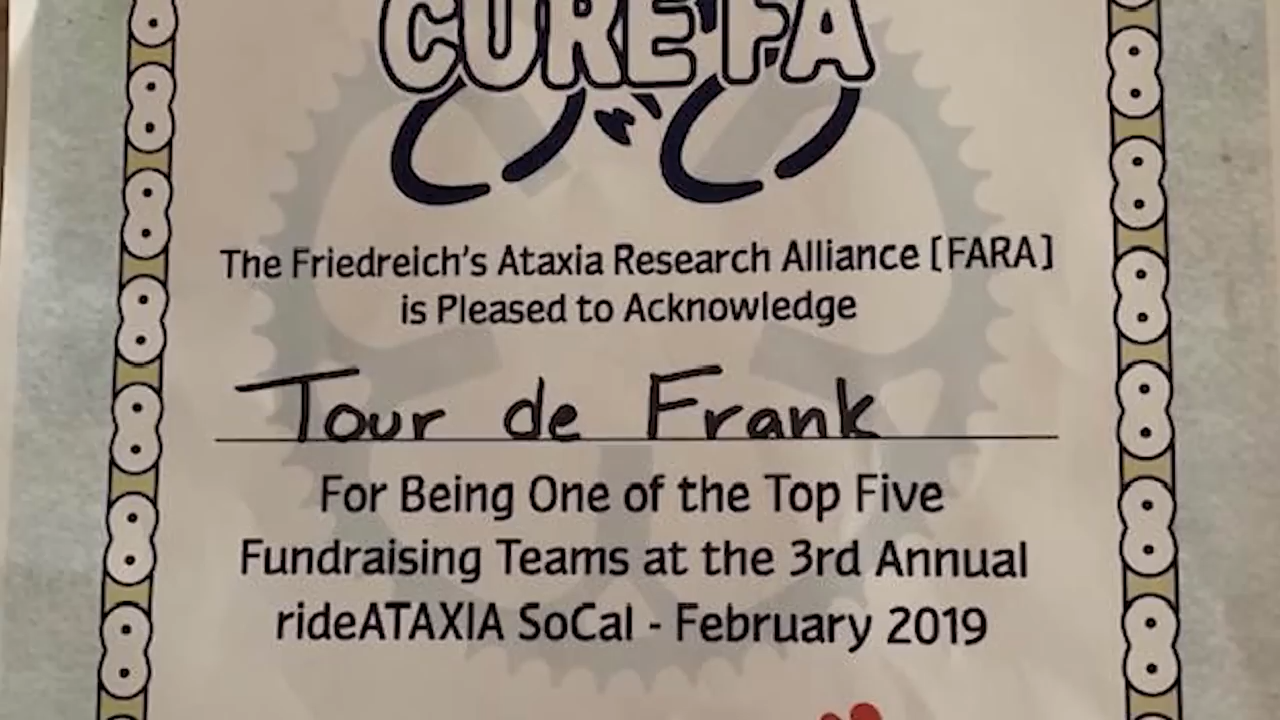 CURE FA
The Friedreich's Ataxia Research Alliance [FARA]
is Pleased to Acknowledge
Tour de Frank
For Being One of the Top Five
Fundraising Teams at the 3rd Annual
rideATAXIA SoCal - February 2019